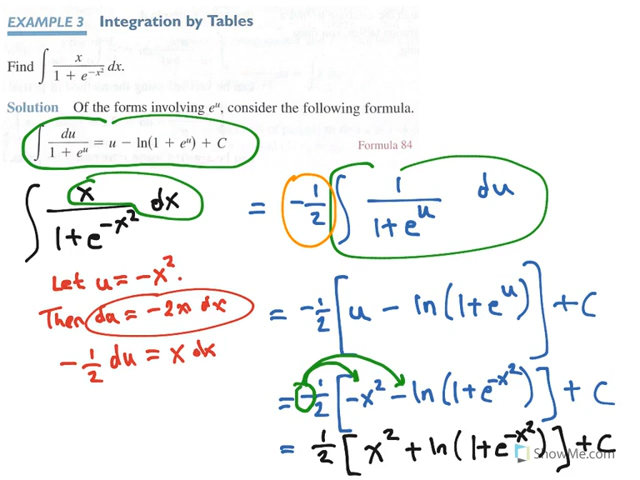 EXAMPLE 3 Integration by Tables
Find ∫ x / (1 + e^(-x²)) dx.
Solution Of the forms involving e^u, consider the following formula.
∫ du / (1 + e^u) = u − ln(1 + e^u) + C
Formula 84
∫ x / (1+e^(-x²)) dx = -1/2 ∫ 1 / (1+e^u) du
Let u = -x².
Then du = -2x dx
-1/2 du = x dx
= -1/2 [u - ln(1+e^u)] + C
= -1/2 [-x² - ln(1+e^(-x²))] + C
= 1/2 [x² + ln(1+e^(-x²))] + C
ShowMe.com